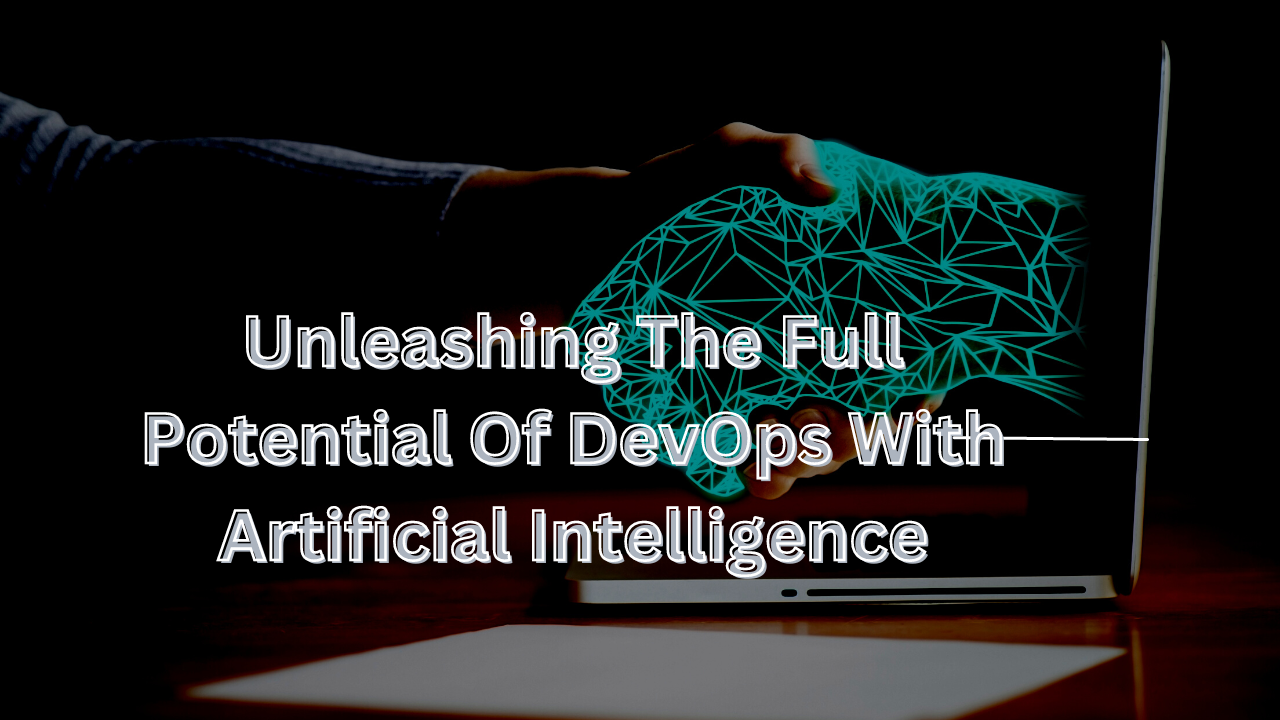 Unleashing The Full
Potential Of DevOps With
Artificial Intelligence